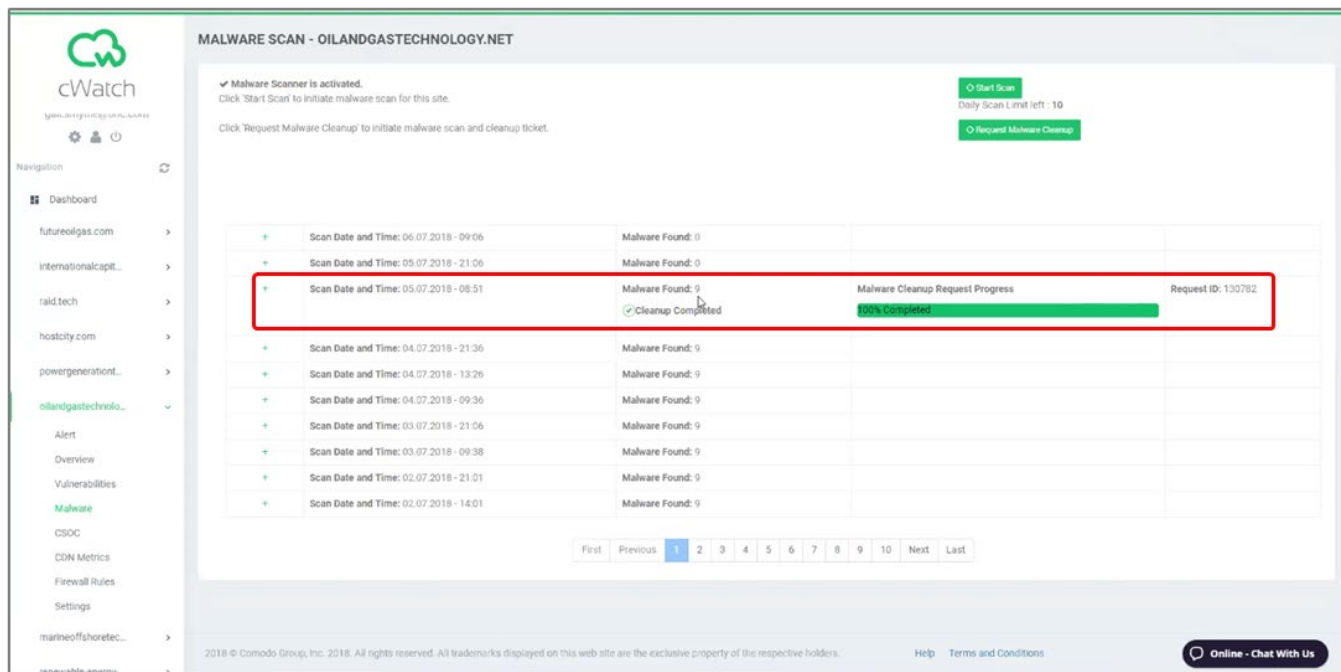 MALWARE SCAN - OILANDGASTECHNOLOGY.NET
cWatch
Navigation
Dashboard
futureoilgas.com
internationalcapit...
raid.tech
hostcity.com
powergenerationt...
oilandgastechnolo...
Alert
Overview
Vulnerabilities
Malware
CSOC
CDN Metrics
Firewall Rules
Settings
marineoffshoretec...
Malware Scanner is activated.
Click 'Start Scan' to initiate malware scan for this site.
Click 'Request Malware Cleanup' to initiate malware scan and cleanup ticket.
Start Scan
Daily Scan Limit left : 10
Request Malware Cleanup
+ Scan Date and Time: 06.07.2018 - 09:06 Malware Found: 0
+ Scan Date and Time: 05.07.2018 - 21:06 Malware Found: 0
+ Scan Date and Time: 05.07.2018 - 08:51 Malware Found: 9 Malware Cleanup Request Progress Request ID: 130782
Cleanup Completed 100% Completed
+ Scan Date and Time: 04.07.2018 - 21:36 Malware Found: 9
+ Scan Date and Time: 04.07.2018 - 13:26 Malware Found: 9
+ Scan Date and Time: 04.07.2018 - 09:36 Malware Found: 9
+ Scan Date and Time: 03.07.2018 - 21:06 Malware Found: 9
+ Scan Date and Time: 03.07.2018 - 09:38 Malware Found: 9
+ Scan Date and Time: 02.07.2018 - 21:01 Malware Found: 9
+ Scan Date and Time: 02.07.2018 - 14:01 Malware Found: 9
First Previous 1 2 3 4 5 6 7 8 9 10 Next Last
2018 © Comodo Group, Inc. 2018. All rights reserved. All trademarks displayed on this web site are the exclusive property of the respective holders. Help Terms and Conditions
Online - Chat With Us